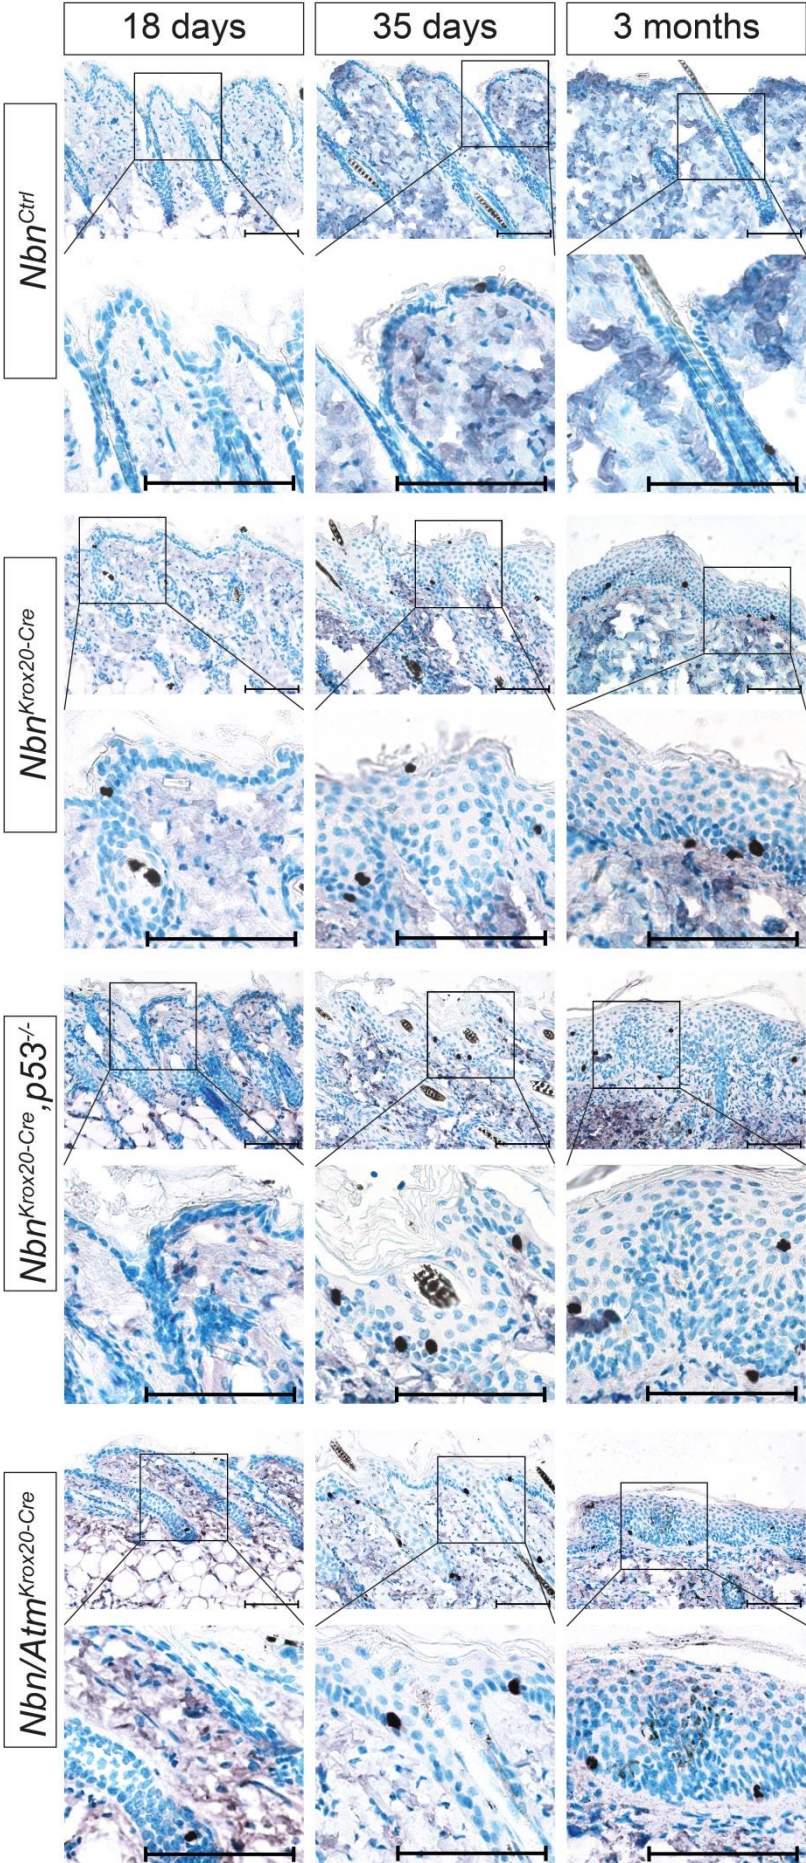 18 days
35 days
3 months
Nbn^Ctrl
Nbn^Krox20-Cre
Nbn^Krox20-Cre,p53^-/-
Nbn/Atm^Krox20-Cre